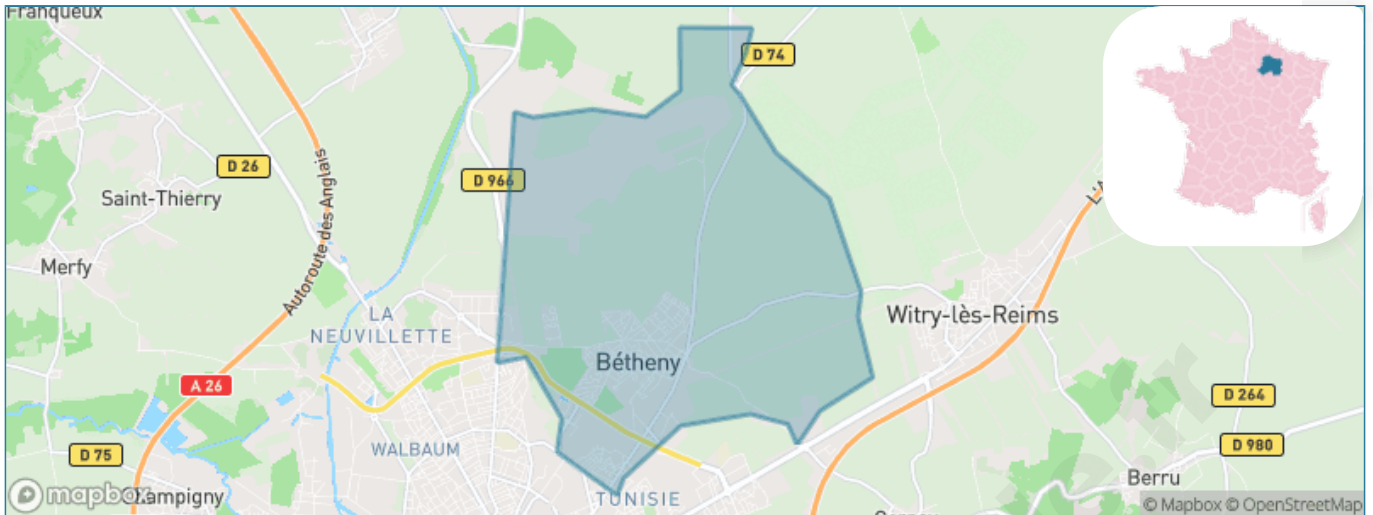 Franqueux
D 74
D 26
D 966
Saint-Thierry
Autoroute des Anglais
Merfy
LA
NEUVILLETTE
Witry-lès-Reims
Bétheny
A 26
D 264
WALBAUM
D 75
D 980
Berru
mapbox
TUNISIE
© Mapbox © OpenStreetMap